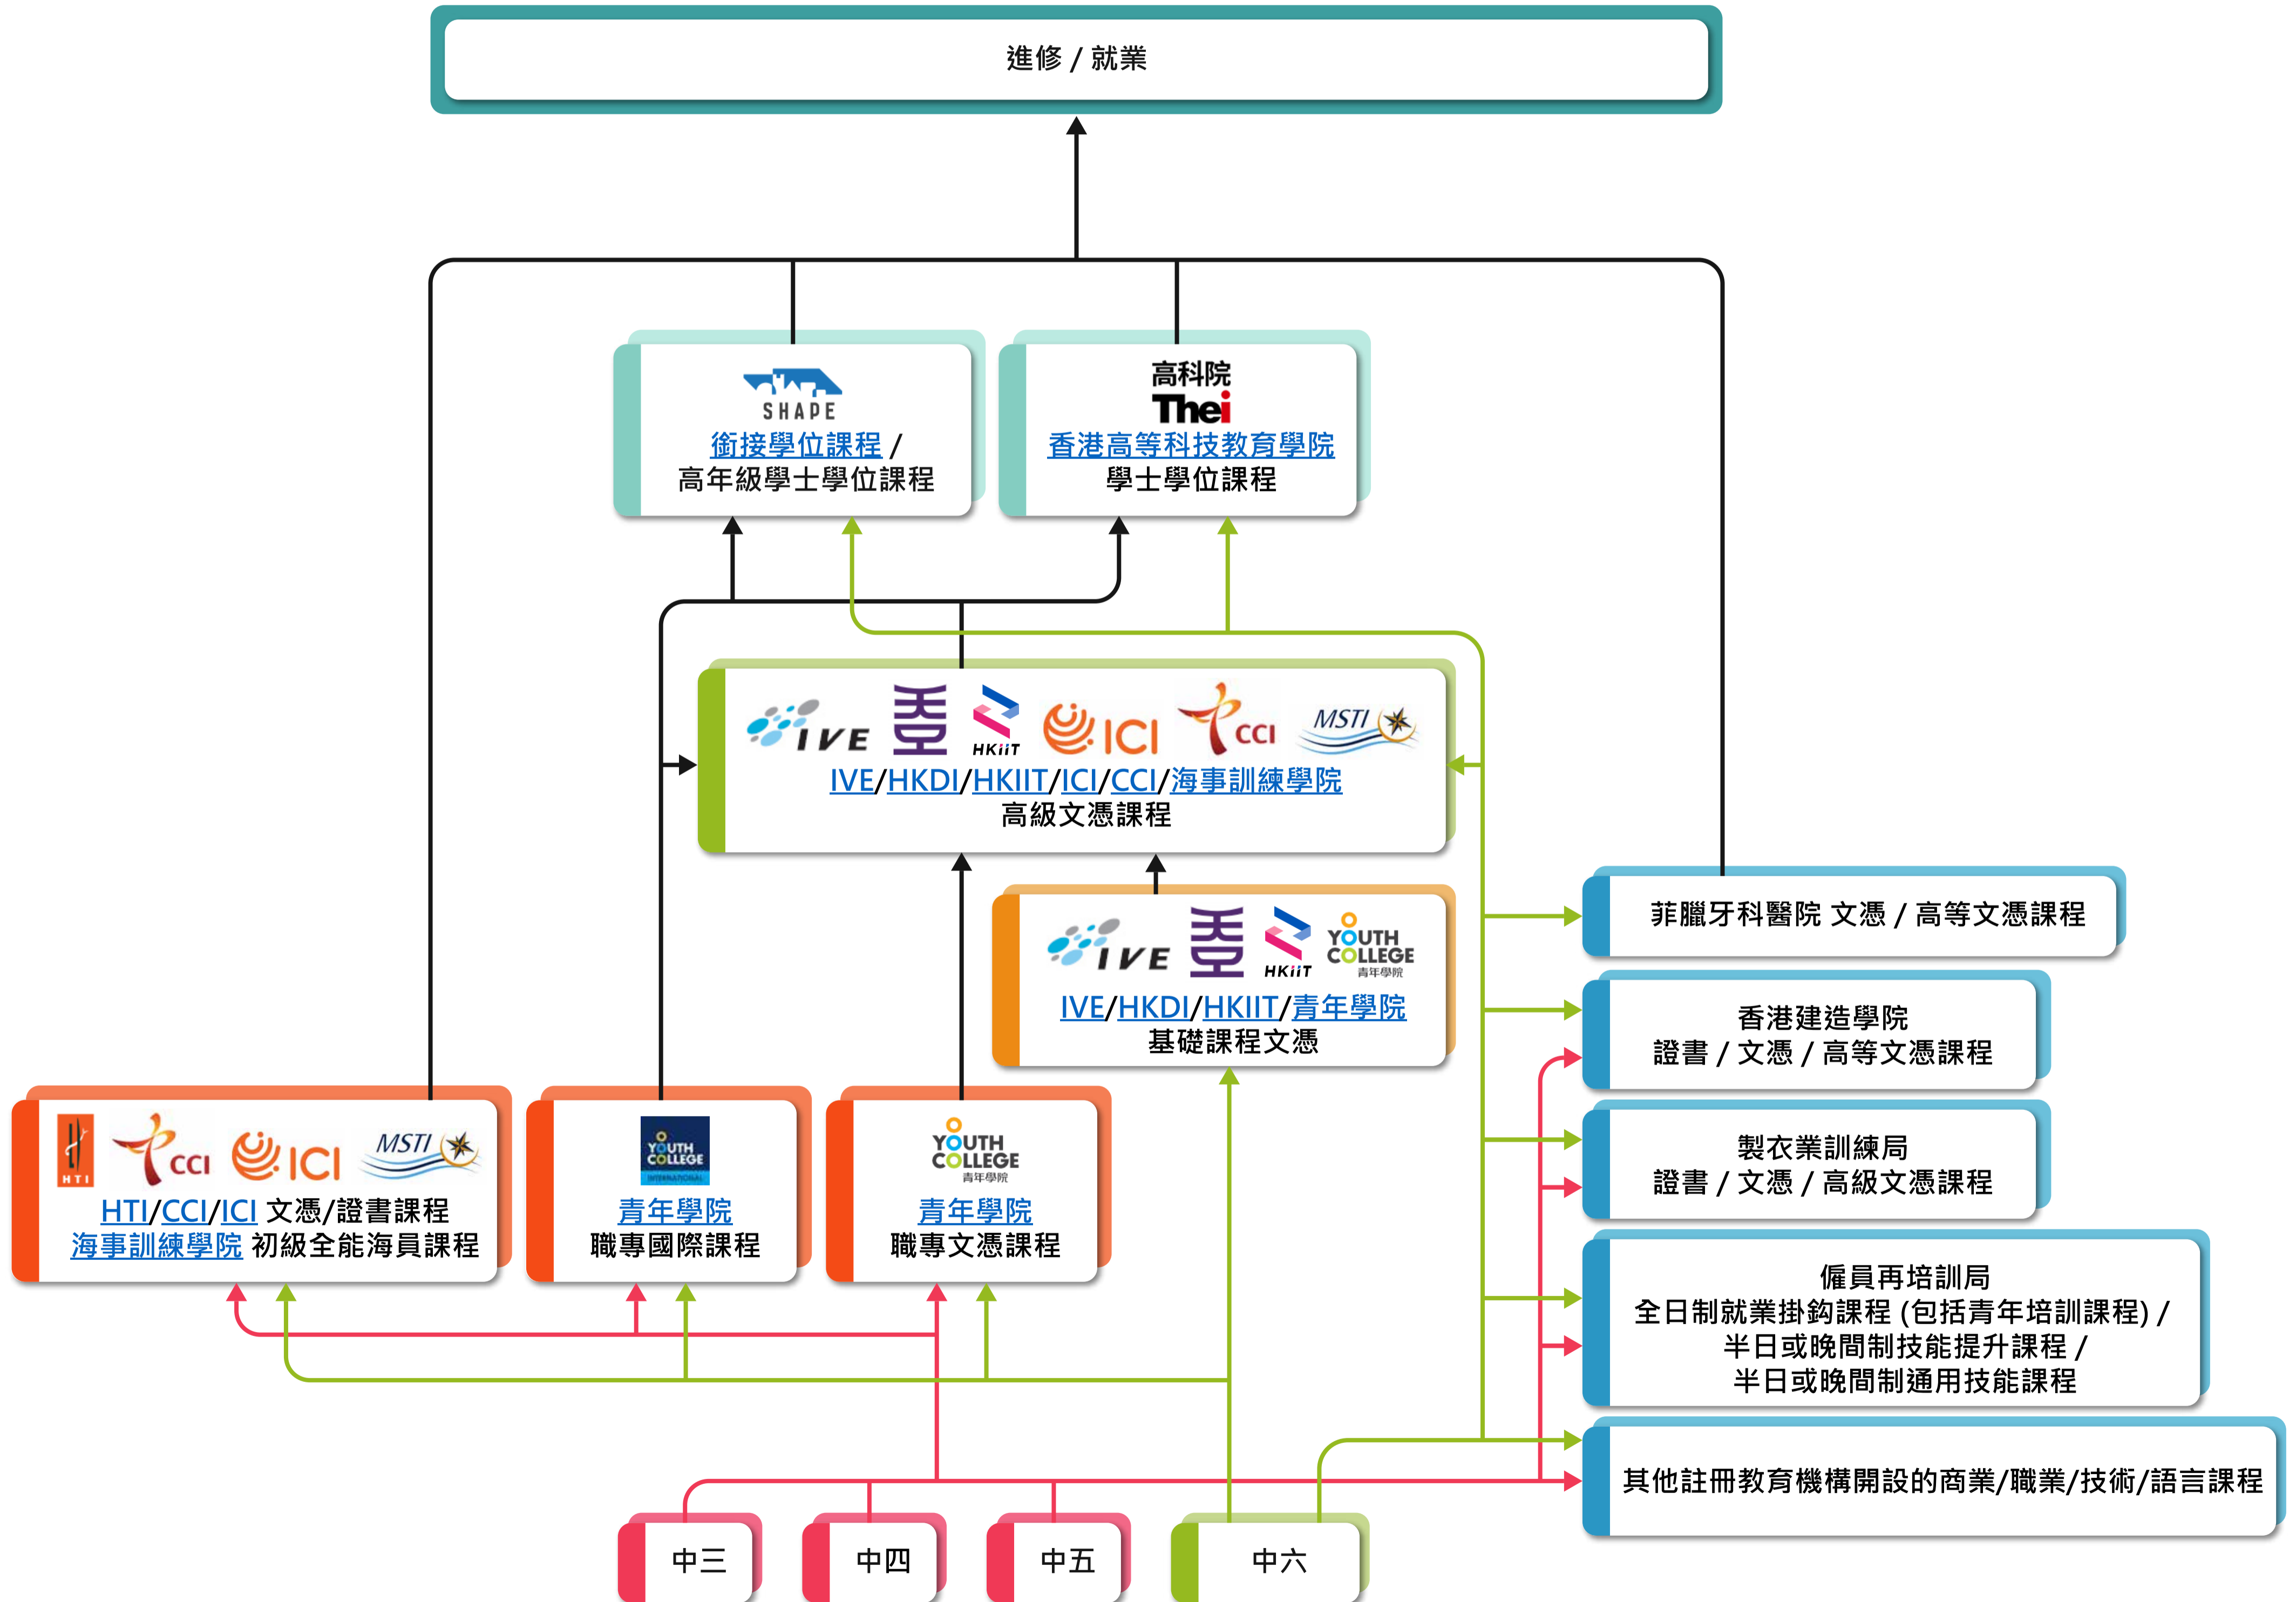 進修 / 就業
SHAPE
銜接學位課程 /
高年級學士學位課程
高科院
Thei
香港高等科技教育學院
學士學位課程
IVE
HKiiT
ICI
CCI
MSTI
IVE/HKDI/HKIIT/ICI/CCI/海事訓練學院
高級文憑課程
IVE
HKiiT
YOUTH
COLLEGE
青年學院
IVE/HKDI/HKIIT/青年學院
基礎課程文憑
菲臘牙科醫院 文憑 / 高等文憑課程
香港建造學院
證書 / 文憑 / 高等文憑課程
製衣業訓練局
證書 / 文憑 / 高級文憑課程
僱員再培訓局
全日制就業掛鈎課程 (包括青年培訓課程) /
半日或晚間制技能提升課程 /
半日或晚間制通用技能課程
其他註冊教育機構開設的商業/職業/技術/語言課程
HTI
CCI
ICI
MSTI
HTI/CCI/ICI 文憑/證書課程
海事訓練學院 初級全能海員課程
YOUTH
COLLEGE
INTERNATIONAL
青年學院
職專國際課程
YOUTH
COLLEGE
青年學院
青年學院
職專文憑課程
中三
中四
中五
中六